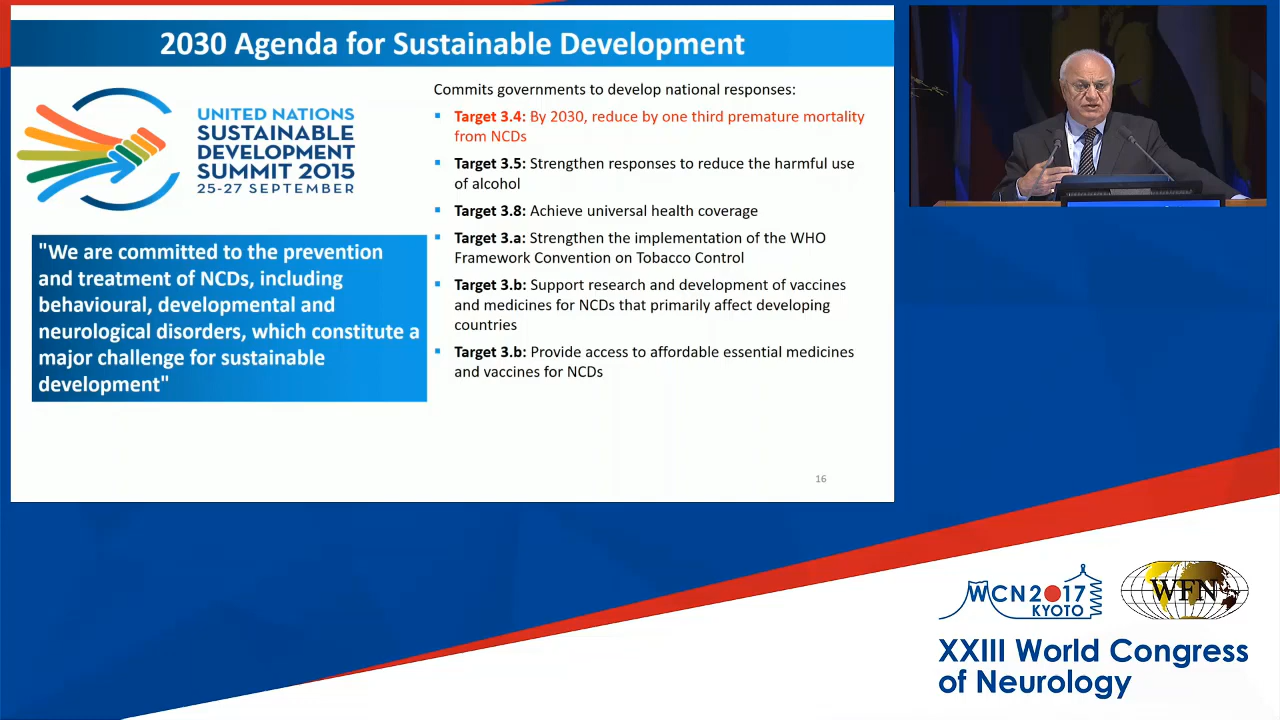 2030 Agenda for Sustainable Development
UNITED NATIONS
SUSTAINABLE
DEVELOPMENT
SUMMIT 2015
25-27 SEPTEMBER
"We are committed to the prevention
and treatment of NCDs, including
behavioural, developmental and
neurological disorders, which constitute a
major challenge for sustainable
development"
Commits governments to develop national responses:
▪ Target 3.4: By 2030, reduce by one third premature mortality
from NCDs
▪ Target 3.5: Strengthen responses to reduce the harmful use
of alcohol
▪ Target 3.8: Achieve universal health coverage
▪ Target 3.a: Strengthen the implementation of the WHO
Framework Convention on Tobacco Control
▪ Target 3.b: Support research and development of vaccines
and medicines for NCDs that primarily affect developing
countries
▪ Target 3.b: Provide access to affordable essential medicines
and vaccines for NCDs
16
WCN2017
KYOTO
WFN
XXIII World Congress
of Neurology